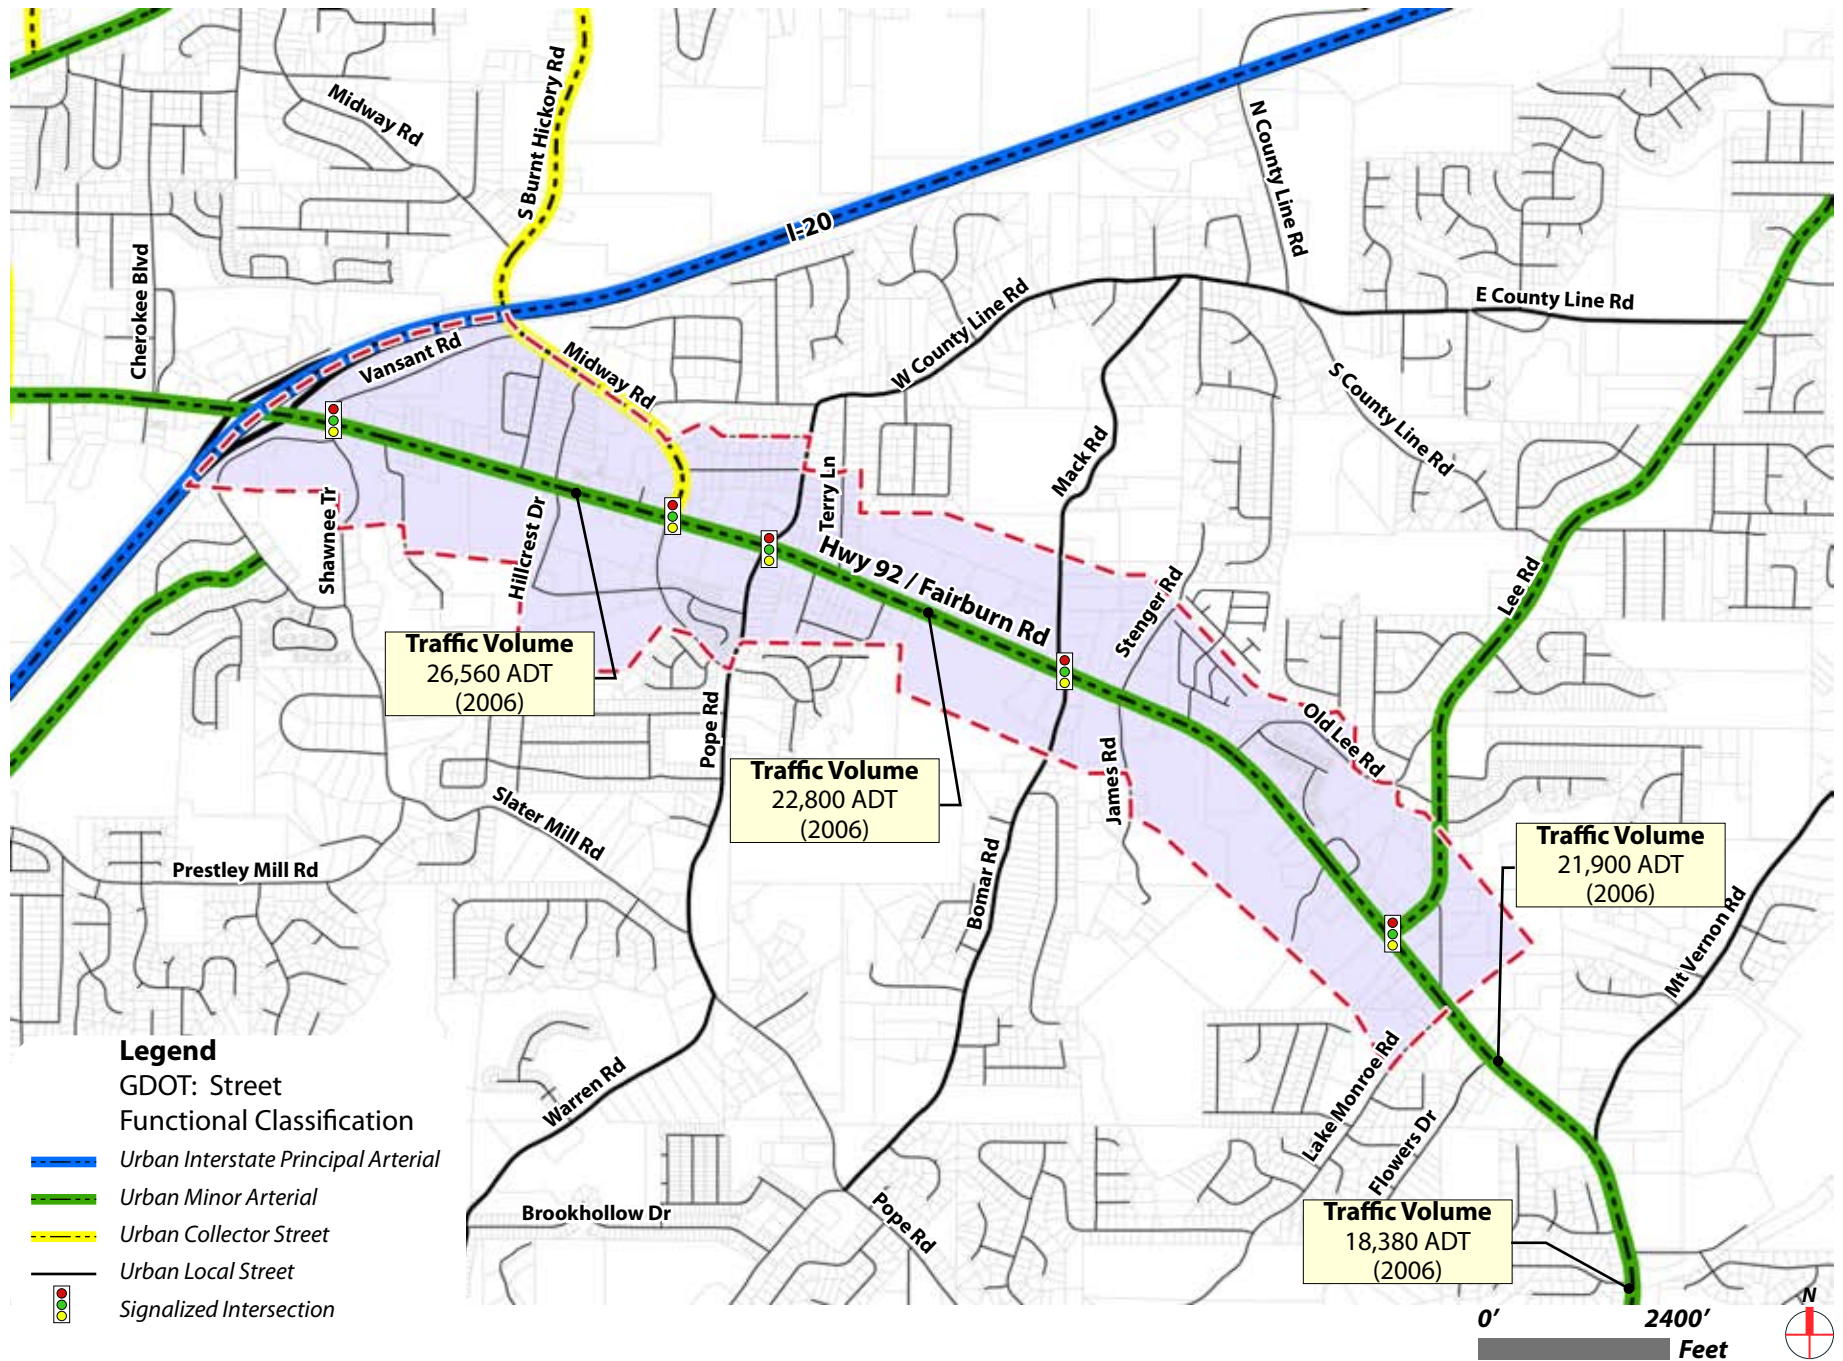 Midway Rd
S Burnt Hickory Rd
N County Line Rd
I-20
Cherokee Blvd
E County Line Rd
W County Line Rd
Vansant Rd
Midway Rd
S County Line Rd
Mack Rd
Terry Ln
Shawnee Tr
Hillcrest Dr
Hwy 92 / Fairburn Rd
Stenger Rd
Lee Rd
Traffic Volume
26,560 ADT
(2006)
Pope Rd
Old Lee Rd
James Rd
Traffic Volume
22,800 ADT
(2006)
Slater Mill Rd
Traffic Volume
21,900 ADT
(2006)
Prestley Mill Rd
Bomar Rd
Mt Vernon Rd
Warren Rd
Lake Monroe Rd
Flowers Dr
Brookhollow Dr
Pope Rd
Traffic Volume
18,380 ADT
(2006)
Legend
GDOT: Street
Functional Classification
Urban Interstate Principal Arterial
Urban Minor Arterial
Urban Collector Street
Urban Local Street
Signalized Intersection
0' 2400'
Feet
N